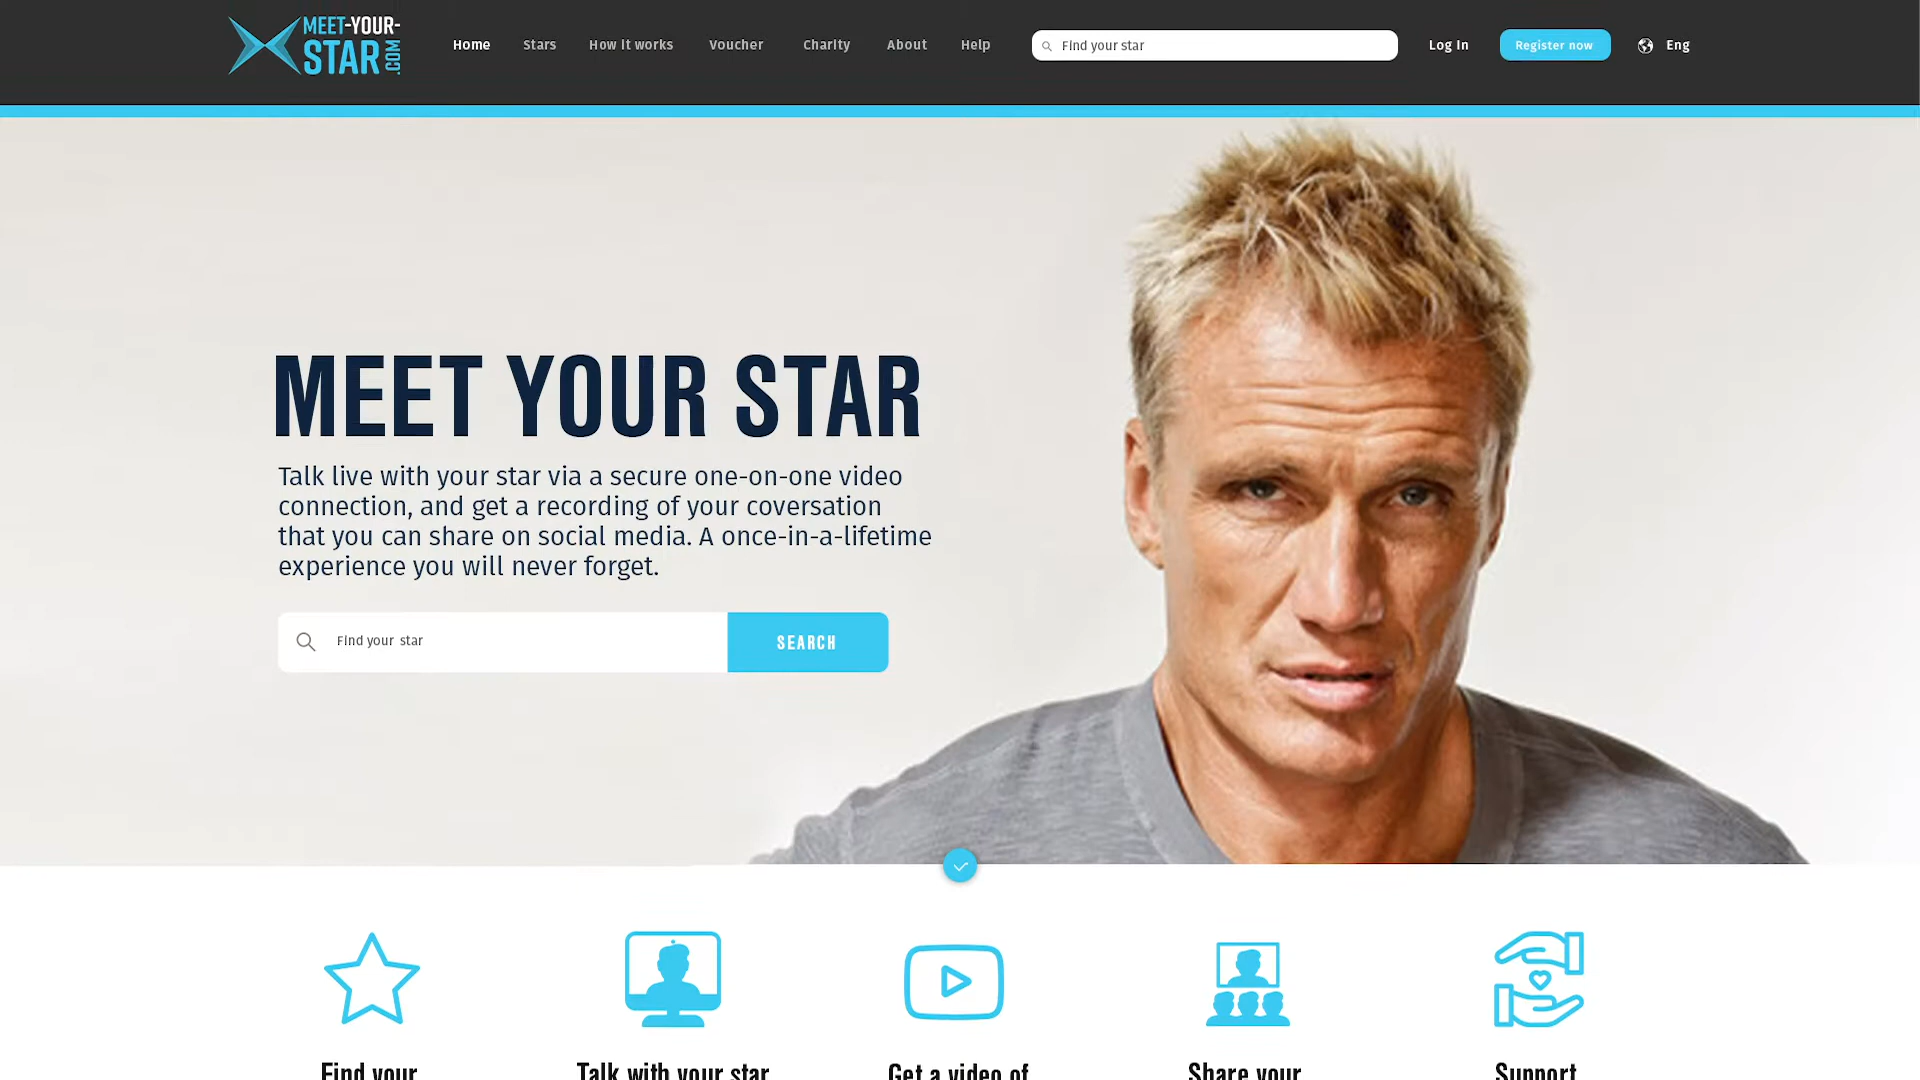 MEET-YOUR-
STAR.COM
Home Stars How it works Voucher Charity About Help
Find your star
Log In
Register now
Eng
MEET YOUR STAR
Talk live with your star via a secure one-on-one video
connection, and get a recording of your coversation
that you can share on social media. A once-in-a-lifetime
experience you will never forget.
Find your star
SEARCH
Find your
Talk with your star
Get a video of
Share your
Support